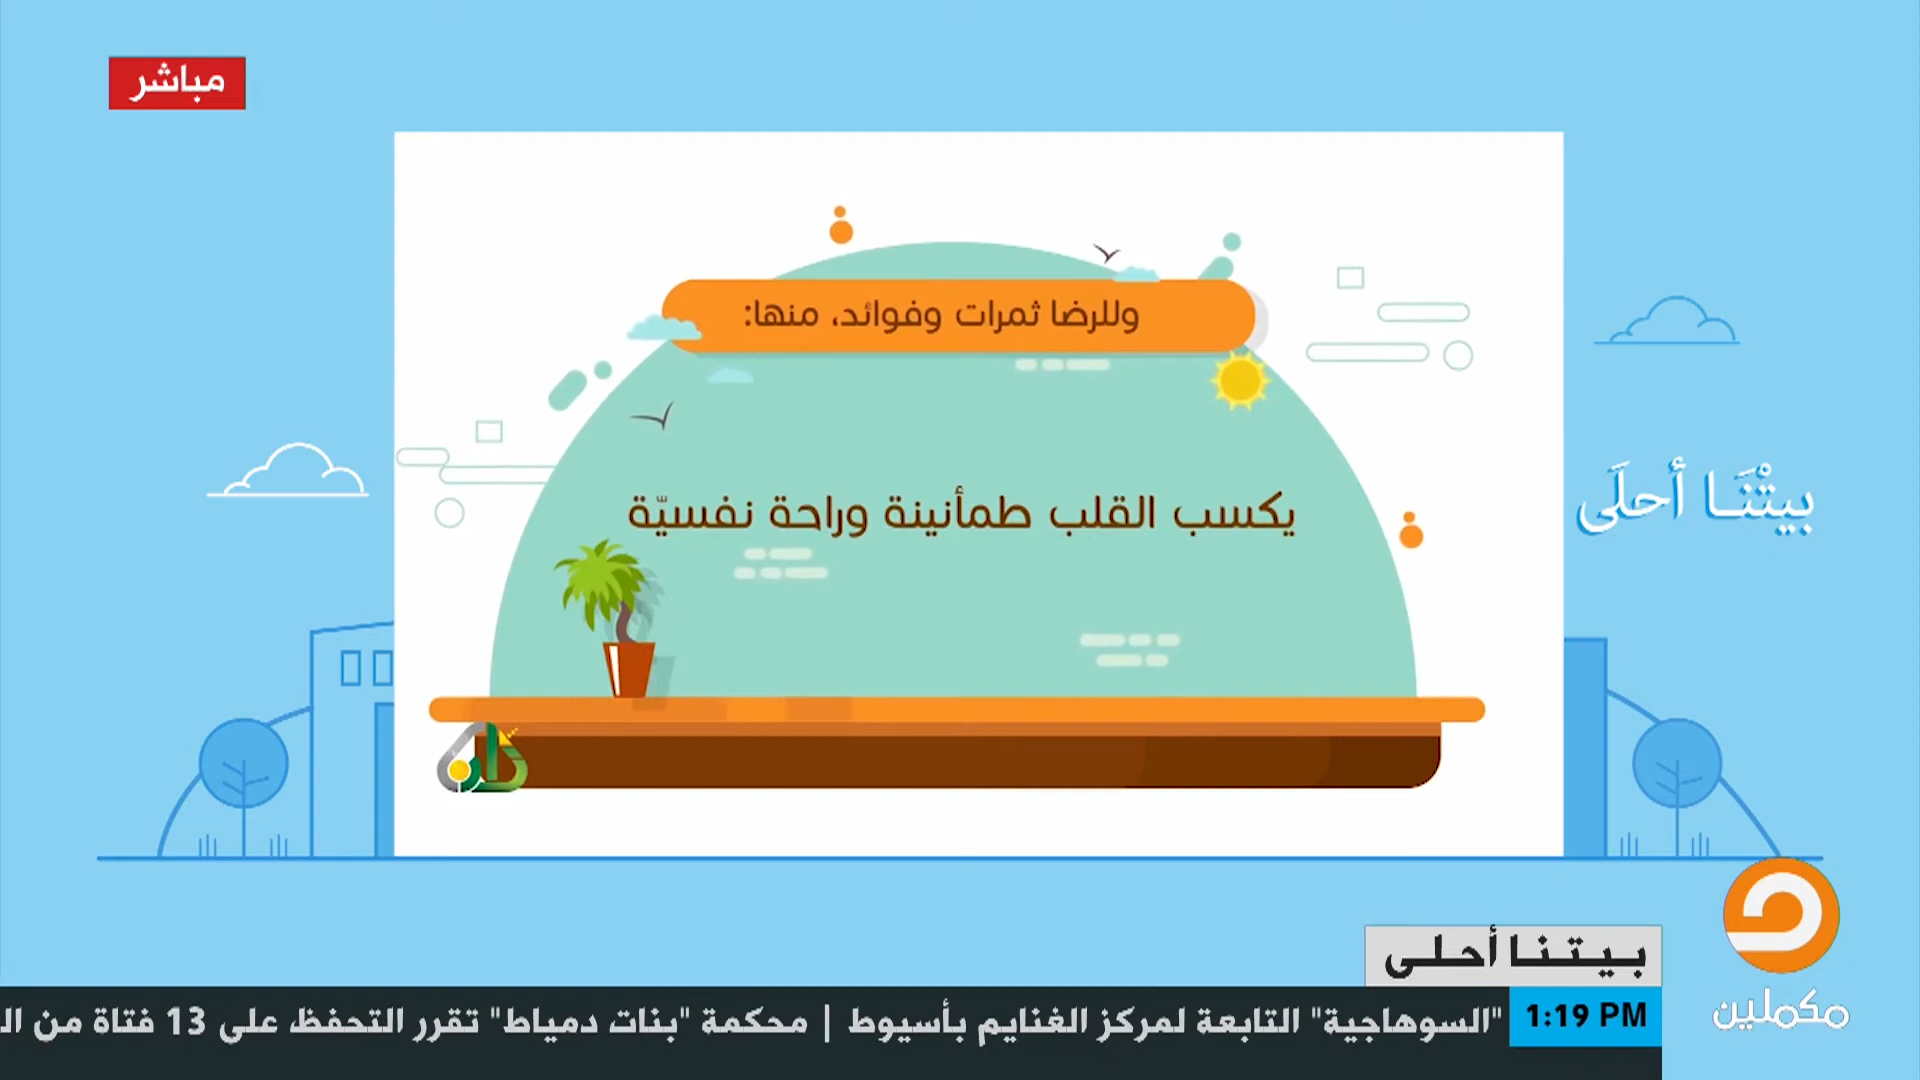 مباشر
وللرضا ثمرات وفوائد، منها:
يكسب القلب طمأنينة وراحة نفسيّة
بيتْنَا أحلَى
بيتنا أحلى
1:19 PM
"السوهاجية" التابعة لمركز الغنايم بأسيوط | محكمة "بنات دمياط" تقرر التحفظ على 13 فتاة من الـ
مكملين